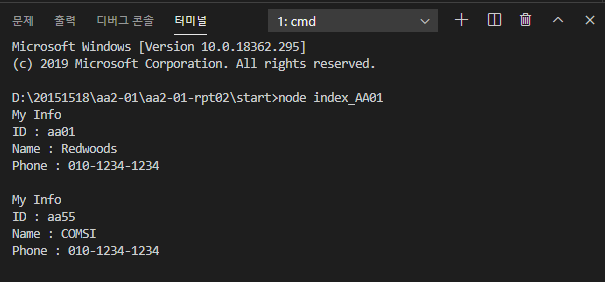 문제 출력 디버그 콘솔 터미널 1: cmd
Microsoft Windows [Version 10.0.18362.295]
(c) 2019 Microsoft Corporation. All rights reserved.
D:\20151518\aa2-01\aa2-01-rpt02\start>node index_AA01
My Info
ID : aa01
Name : Redwoods
Phone : 010-1234-1234
My Info
ID : aa55
Name : COMSI
Phone : 010-1234-1234